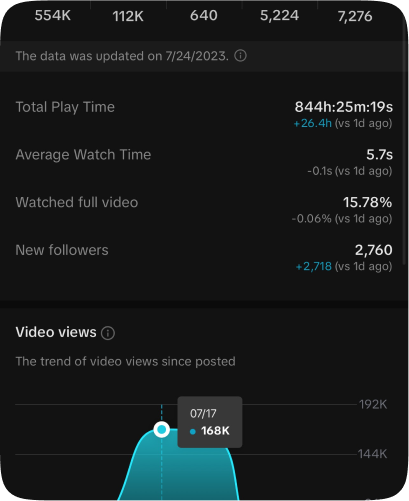 554K 112K 640 5,224 7,276
The data was updated on 7/24/2023.
Total Play Time 844h:25m:19s
+26.4h (vs 1d ago)
Average Watch Time 5.7s
-0.1s (vs 1d ago)
Watched full video 15.78%
-0.06% (vs 1d ago)
New followers 2,760
+2,718 (vs 1d ago)
Video views
The trend of video views since posted
192K
07/17
168K
144K